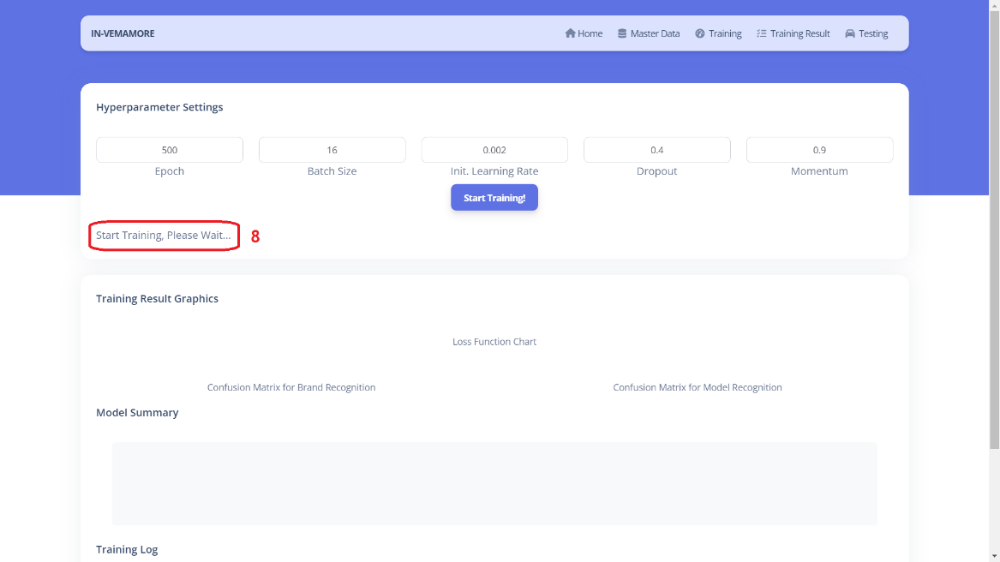 IN-VEMAMORE Home Master Data Training Training Result Testing
Hyperparameter Settings
500 16 0.002 0.4 0.9
Epoch Batch Size Init. Learning Rate Dropout Momentum
Start Training!
Start Training, Please Wait... 8
Training Result Graphics
Loss Function Chart
Confusion Matrix for Brand Recognition Confusion Matrix for Model Recognition
Model Summary
Training Log